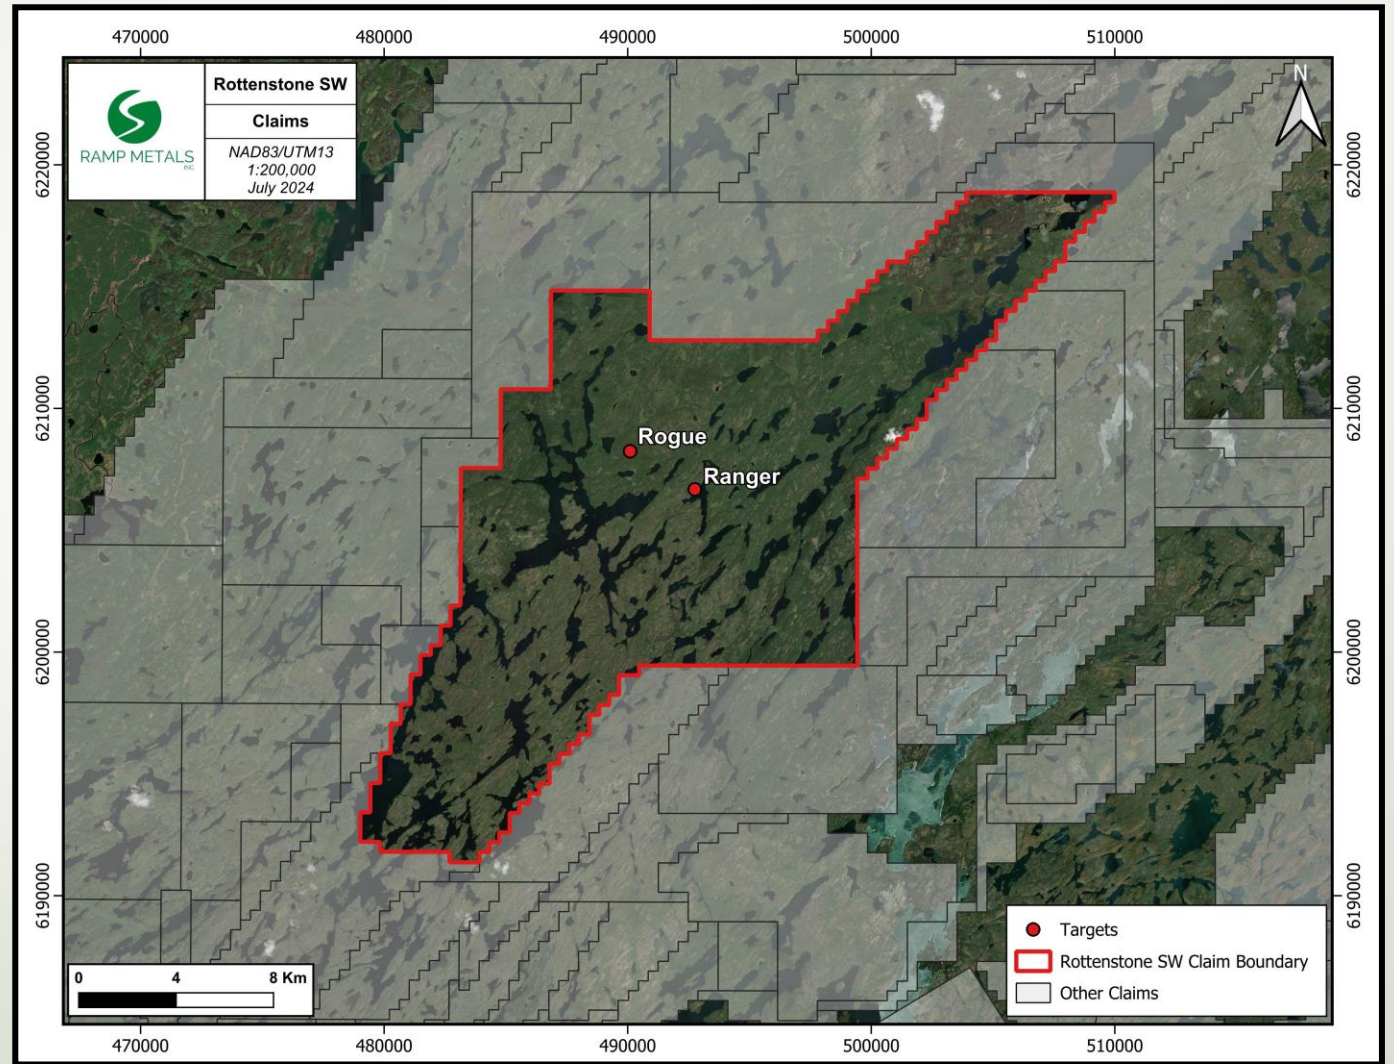 470000 480000 490000 500000 510000
RAMP METALS
INC
Rottenstone SW
Claims
NAD83/UTM13
1:200,000
July 2024
N
6220000 6220000
6210000 6210000
Rogue
Ranger
6200000 6200000
6190000 6190000
Targets
Rottenstone SW Claim Boundary
Other Claims
0 4 8 Km
470000 480000 490000 500000 510000